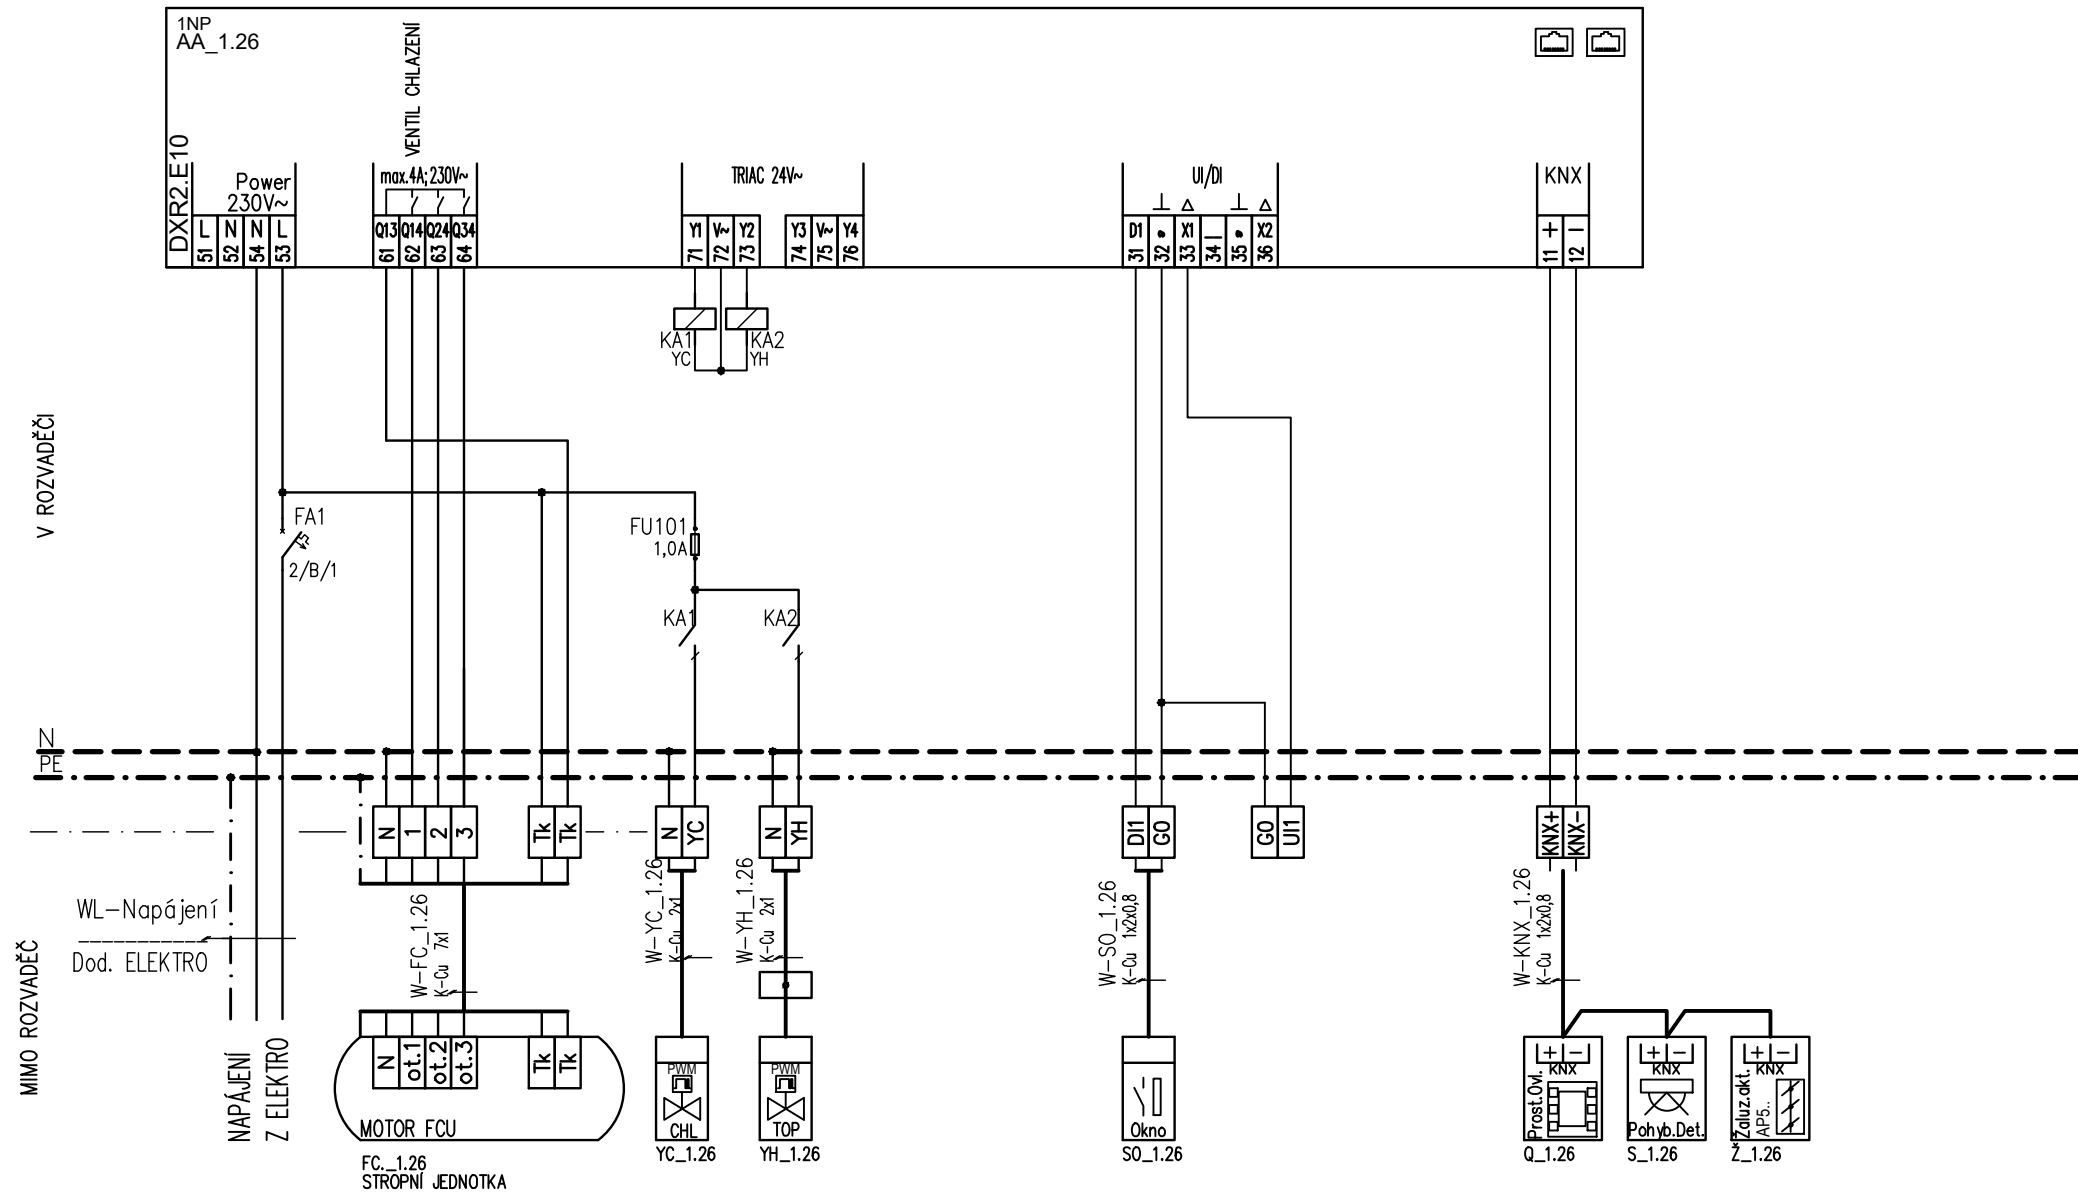 1NP
AA_1.26
DXR2.E10
VENTIL CHLAZENÍ
Power
230V~
max.4A;230V~
TRIAC 24V~
UI/DI
KNX
L N N L
51 52 54 53
Q13 Q14 Q24 Q34
61 62 63 64
Y1 V~ Y2
71 72 73
Y3 V~ Y4
74 75 76
D1 X1 X2
31 32 33 34 35 36
+ −
11 12
KA1
YC
KA2
YH
V ROZVADĚČI
FA1
2/B/1
FU101
1,0A
KA1
KA2
N
PE
N 1 2 3
Tk Tk
N YC
N YH
DI1 G0
G0 UI1
KNX+ KNX−
WL−Napájení
Dod. ELEKTRO
MIMO ROZVADĚČ
W−FC_1.26
K−Cu 7x1
W−YC_1.26
K−Cu 2x1
W−YH_1.26
K−Cu 2x1
W−SO_1.26
K−Cu 1x2x0,8
W−KNX_1.26
K−Cu 1x2x0,8
NAPÁJENÍ
Z ELEKTRO
N ot.1 ot.2 ot.3
Tk Tk
MOTOR FCU
FC._1.26
STROPNÍ JEDNOTKA
PWM
CHL
YC_1.26
PWM
TOP
YH_1.26
Okno
SO_1.26
+ −
KNX
Prost.Ovl.
Q_1.26
+ −
KNX
Pohyb.Det.
S_1.26
+ −
KNX
Žaluz.akt.
AP5..
Ž_1.26